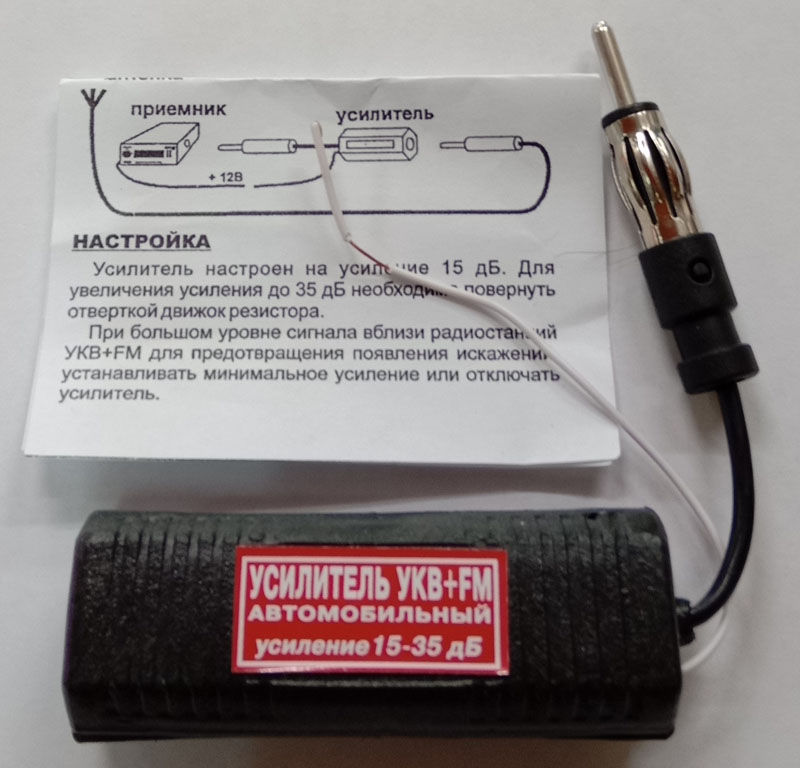 приемник
усилитель
+ 12В
НАСТРОЙКА
Усилитель настроен на усиление 15 дБ. Для
увеличения усиления до 35 дБ необходимо повернуть
отверткой движок резистора.
При большом уровне сигнала вблизи радиостанций
УКВ+FM для предотвращения появления искажений
устанавливать минимальное усиление или отключать
усилитель.
УСИЛИТЕЛЬ УКВ+FM
АВТОМОБИЛЬНЫЙ
усиление 15-35 дБ